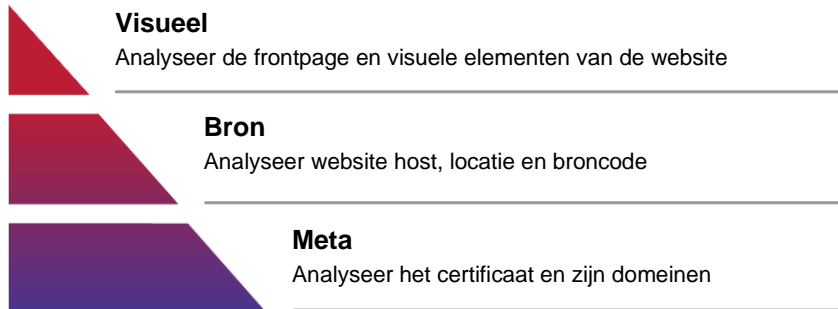 Visueel
Analyseer de frontpage en visuele elementen van de website
Bron
Analyseer website host, locatie en broncode
Meta
Analyseer het certificaat en zijn domeinen